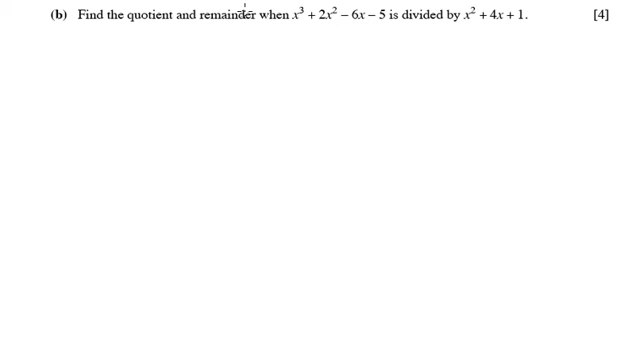 (b) Find the quotient and remainder when x³ + 2x² − 6x − 5 is divided by x² + 4x + 1. [4]